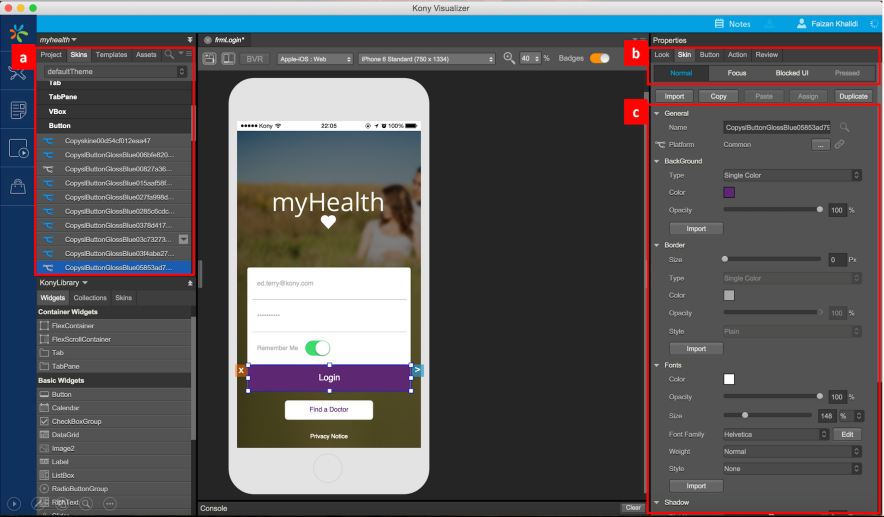 Kony Visualizer
Notes
Faizan Khalidi
myhealth
frmLogin*
Properties
a
Project Skins Templates Assets
defaultTheme
Tab
TabPane
VBox
Button
Copyskine00d54cf012eaa47
CopyslButtonGlossBlue006bfe820...
CopyslButtonGlossBlue00827a36...
CopyslButtonGlossBlue015aaf58f...
CopyslButtonGlossBlue027fa998d...
CopyslButtonGlossBlue0285c6cdc...
CopyslButtonGlossBlue0378d417...
CopyslButtonGlossBlue03c73273...
CopyslButtonGlossBlue03f4abe27...
CopyslButtonGlossBlue05853ad7...
KonyLibrary
Widgets Collections Skins
Container Widgets
FlexContainer
FlexScrollContainer
Tab
TabPane
Basic Widgets
Button
Calendar
CheckBoxGroup
DataGrid
Image2
Label
ListBox
RadioButtonGroup
RichText
BVR Apple-iOS : Web iPhone 8 Standard (750 x 1334) 40 % Badges
Kony 22:05 100%
myHealth
ed.terry@kony.com
Remember Me
X
Login
>
Find a Doctor
Privacy Notice
Console Clear
b
Look Skin Button Action Review
Normal Focus Blocked UI Pressed
Import Copy Paste Assign Duplicate
c
General
Name CopyslButtonGlossBlue05853ad79
Platform Common ...
BackGround
Type Single Color
Color
Opacity 100 %
Import
Border
Size 0 Px
Type Single Color
Color
Opacity 100 %
Style Plain
Import
Fonts
Color
Opacity 100 %
Size 148 %
Font Family Helvetica Edit
Weight Normal
Style None
Import
Shadow